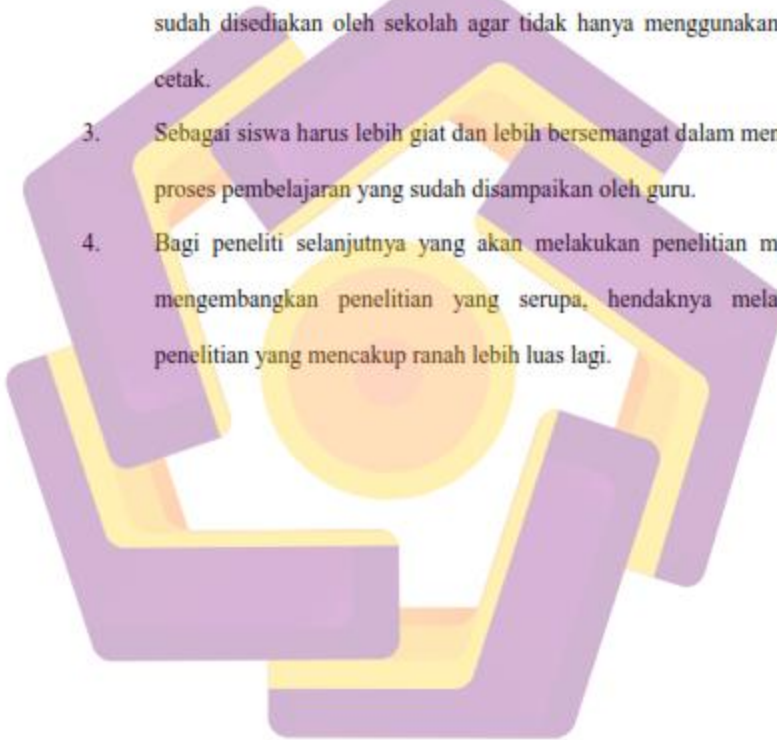 sudah disediakan oleh sekolah agar tidak hanya menggunakan
cetak.
3. Sebagai siswa harus lebih giat dan lebih bersemangat dalam men
proses pembelajaran yang sudah disampaikan oleh guru.
4. Bagi peneliti selanjutnya yang akan melakukan penelitian m
mengembangkan penelitian yang serupa, hendaknya mela
penelitian yang mencakup ranah lebih luas lagi.